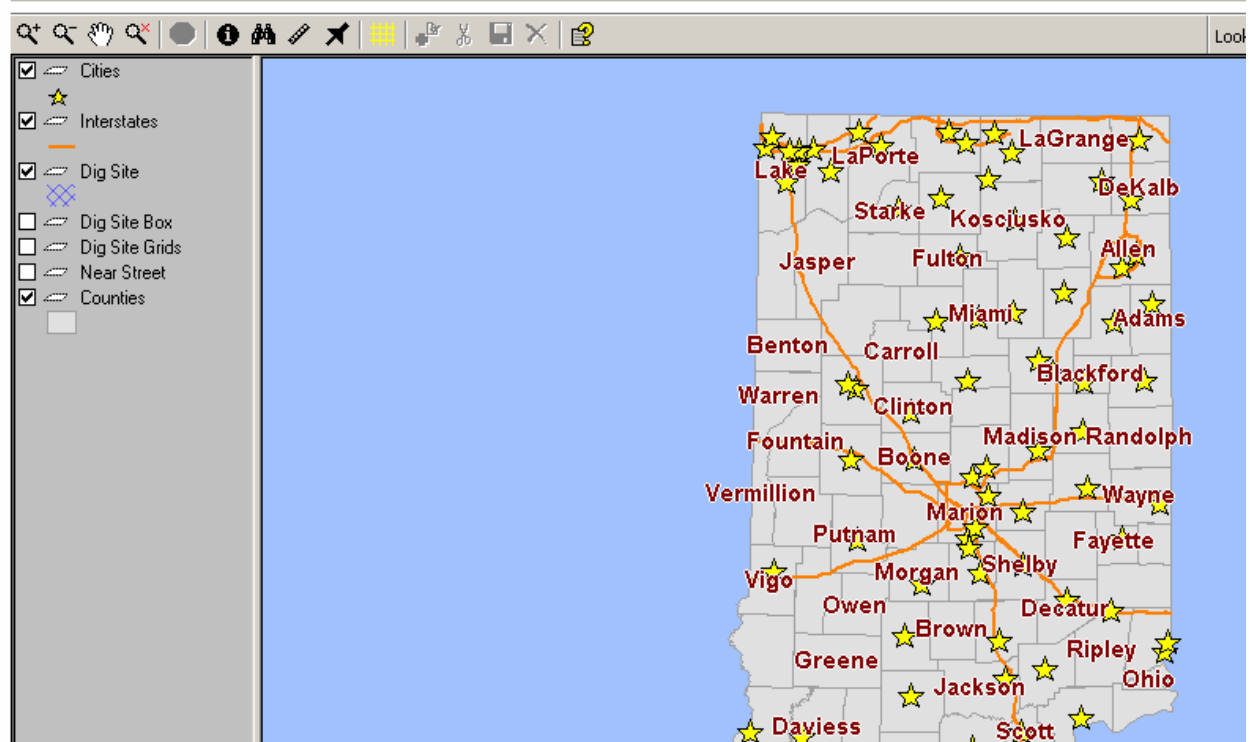 Look
Cities
Interstates
Dig Site
Dig Site Box
Dig Site Grids
Near Street
Counties
LaGrange
LaPorte
Lake
DeKalb
Starke
Kosciusko
Allen
Jasper
Fulton
Miami
Adams
Benton
Carroll
Blackford
Warren
Clinton
Fountain
Madison
Randolph
Boone
Vermillion
Marion
Wayne
Putnam
Fayette
Vigo
Morgan
Shelby
Owen
Decatur
Brown
Ripley
Greene
Jackson
Ohio
Daviess
Scott